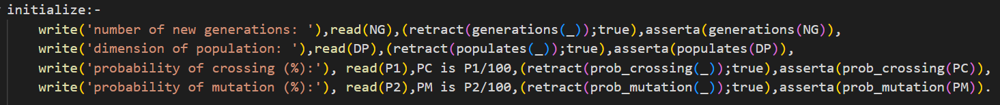 initialize:-
    write('number of new generations: '),read(NG),(retract(generations(_));true),asserta(generations(NG)),
    write('dimension of population: '),read(DP),(retract(populates(_));true),asserta(populates(DP)),
    write('probability of crossing (%):'), read(P1),PC is P1/100,(retract(prob_crossing(_));true),asserta(prob_crossing(PC)),
    write('probability of mutation (%):'), read(P2),PM is P2/100,(retract(prob_mutation(_));true),asserta(prob_mutation(PM)).